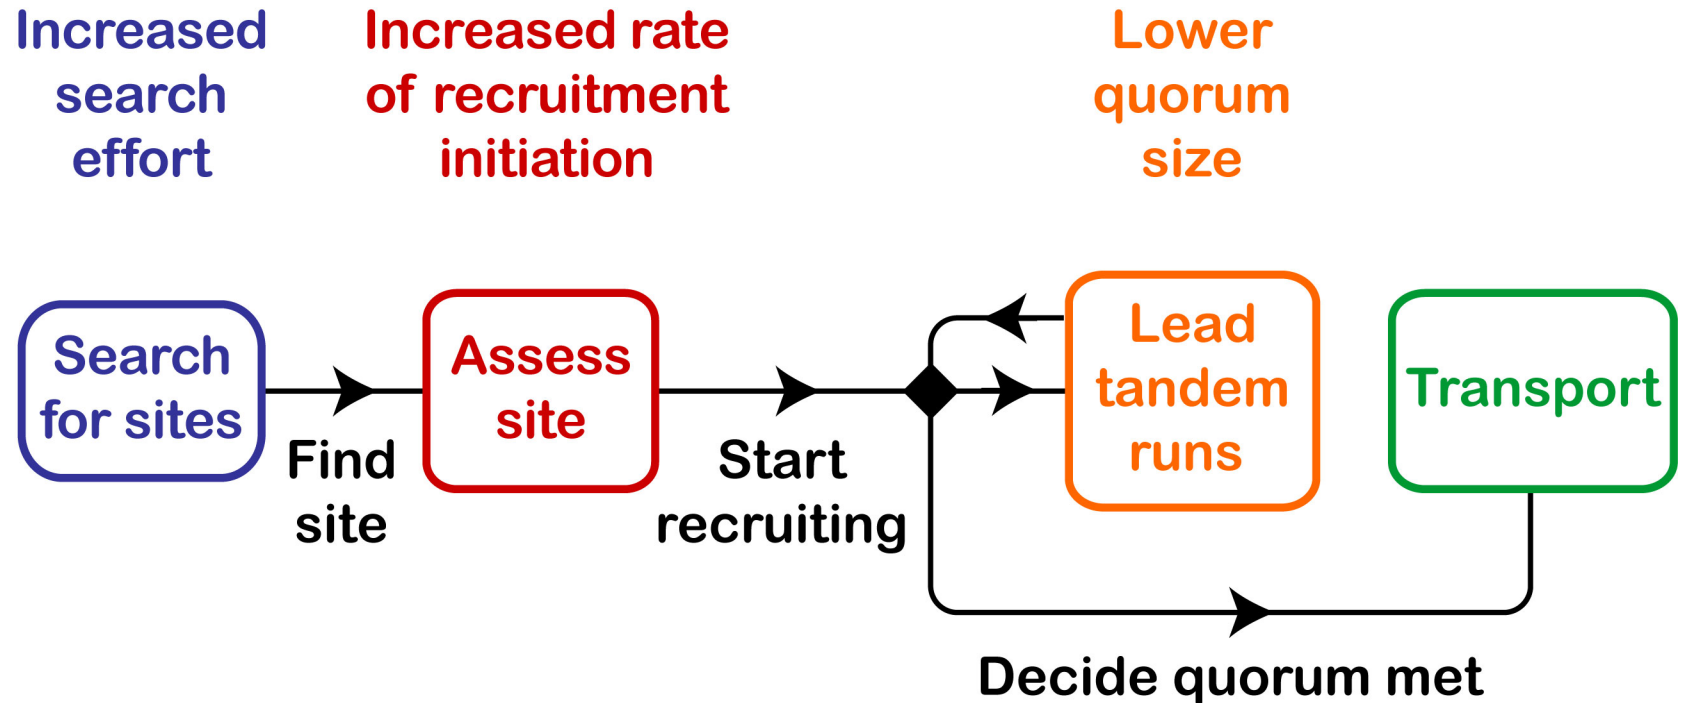 Increased
search
effort
Increased rate
of recruitment
initiation
Lower
quorum
size
Search
for sites
Find
site
Assess
site
Start
recruiting
Lead
tandem
runs
Transport
Decide quorum met